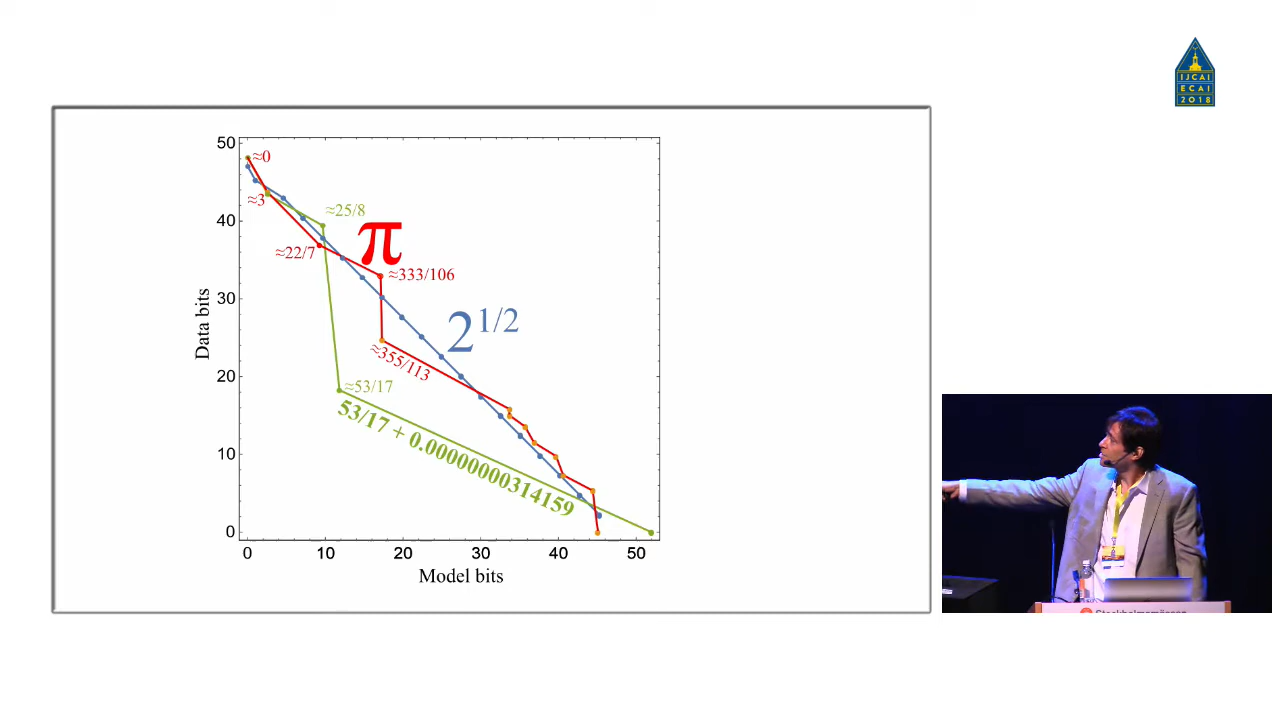 IJCAI
ECAI
2018
50
40
30
20
10
0
Data bits
0 10 20 30 40 50
Model bits
≈0
≈3
≈25/8
π
≈22/7
≈333/106
2^{1/2}
≈355/113
≈53/17
53/17 + 0.00000000314159